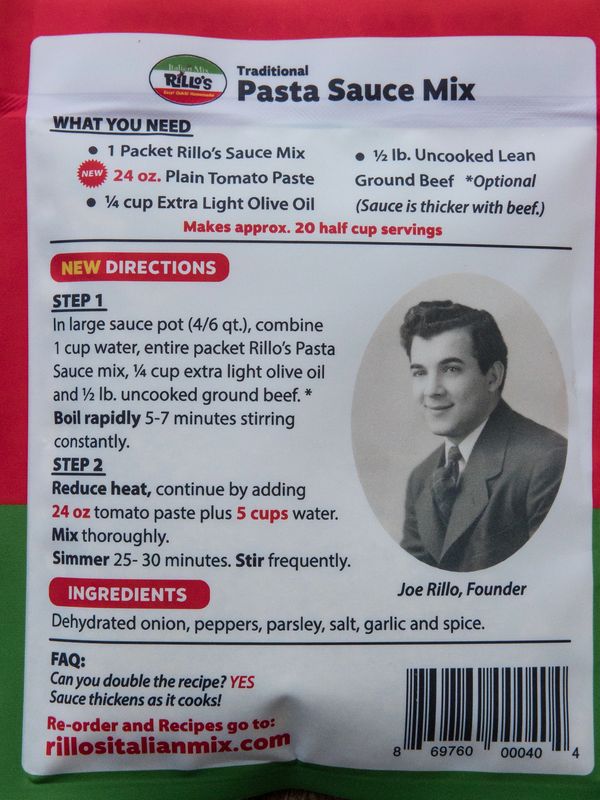 Italian Mix
RILLO'S
Easy! Quick! Homemade
Traditional
Pasta Sauce Mix
WHAT YOU NEED
• 1 Packet Rillo's Sauce Mix
NEW 24 oz. Plain Tomato Paste
• ¼ cup Extra Light Olive Oil
• ½ lb. Uncooked Lean
Ground Beef *Optional
(Sauce is thicker with beef.)
Makes approx. 20 half cup servings
NEW DIRECTIONS
STEP 1
In large sauce pot (4/6 qt.), combine
1 cup water, entire packet Rillo's Pasta
Sauce mix, ¼ cup extra light olive oil
and ½ lb. uncooked ground beef. *
Boil rapidly 5-7 minutes stirring
constantly.
STEP 2
Reduce heat, continue by adding
24 oz tomato paste plus 5 cups water.
Mix thoroughly.
Simmer 25- 30 minutes. Stir frequently.
Joe Rillo, Founder
INGREDIENTS
Dehydrated onion, peppers, parsley, salt, garlic and spice.
FAQ:
Can you double the recipe? YES
Sauce thickens as it cooks!
Re-order and Recipes go to:
rillositalianmix.com
8 69760 00040 4